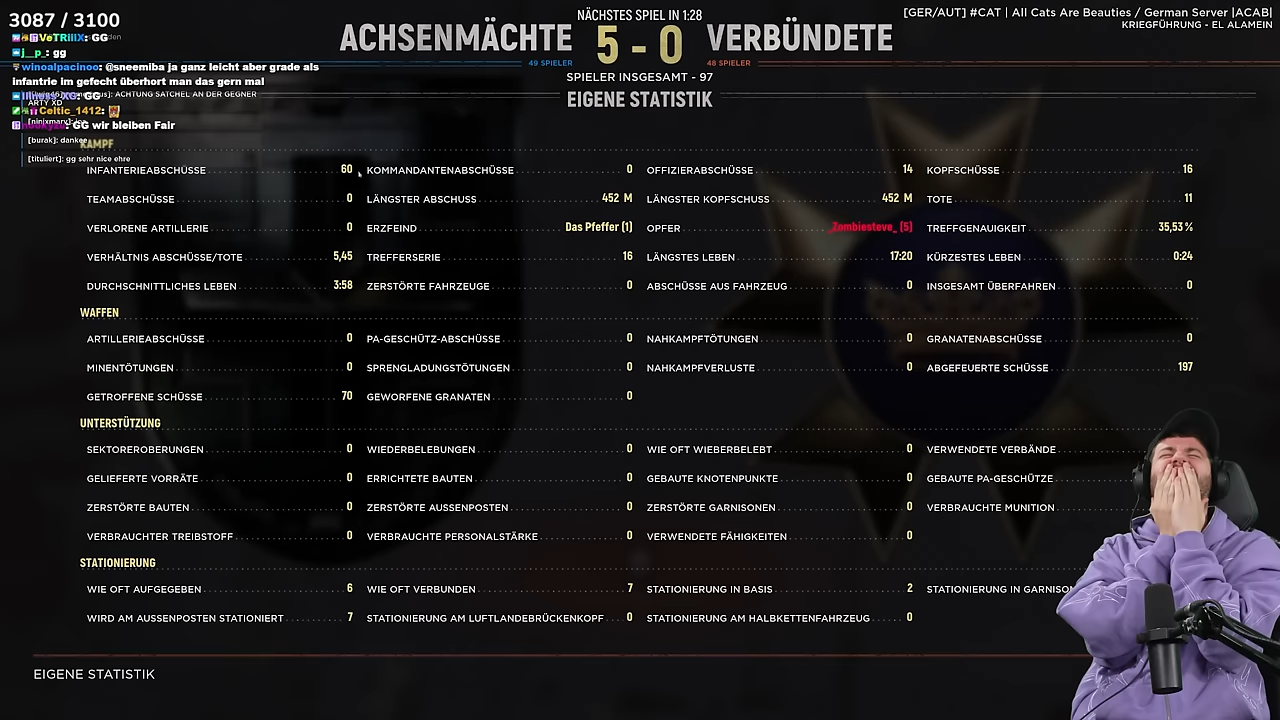 3087 / 3100
NÄCHSTES SPIEL IN 1:28
ACHSENMÄCHTE 5 - 0 VERBÜNDETE
49 SPIELER 48 SPIELER
SPIELER INSGESAMT - 97
EIGENE STATISTIK
[GER/AUT] #CAT | All Cats Are Beauties / German Server |ACAB|
KRIEGFÜHRUNG - EL ALAMEIN
VeTRiIIX: GG
j__p_: gg
winoalpacinoo: @sneemiba ja ganz leicht aber grade als
infantrie im gefecht überhort man das gern mal
ACHTUNG SATCHEL AN DER GEGNER
ARTY XD
GG
Celtic_1412:
GG wir bleiben Fair
[burak]: danke
[tituliert]: gg sehr nice ehre
KAMPF
INFANTERIEABSCHÜSSE 60 KOMMANDANTENABSCHÜSSE 0 OFFIZIERABSCHÜSSE 14 KOPFSCHÜSSE 16
TEAMABSCHÜSSE 0 LÄNGSTER ABSCHUSS 452 M LÄNGSTER KOPFSCHUSS 452 M TOTE 11
VERLORENE ARTILLERIE 0 ERZFEIND Das Pfeffer (1) OPFER _Zombiesteve_ (5) TREFFGENAUIGKEIT 35,53%
VERHÄLTNIS ABSCHÜSSE/TOTE 5,45 TREFFERSERIE 16 LÄNGSTES LEBEN 17:20 KÜRZESTES LEBEN 0:24
DURCHSCHNITTLICHES LEBEN 3:58 ZERSTÖRTE FAHRZEUGE 0 ABSCHÜSSE AUS FAHRZEUG 0 INSGESAMT ÜBERFAHREN 0
WAFFEN
ARTILLERIEABSCHÜSSE 0 PA-GESCHÜTZ-ABSCHÜSSE 0 NAHKAMPFTÖTUNGEN 0 GRANATENABSCHÜSSE 0
MINENTÖTUNGEN 0 SPRENGLADUNGSTÖTUNGEN 0 NAHKAMPFVERLUSTE 0 ABGEFEUERTE SCHÜSSE 197
GETROFFENE SCHÜSSE 70 GEWORFENE GRANATEN 0
UNTERSTÜTZUNG
SEKTOREROBERUNGEN 0 WIEDERBELEBUNGEN 0 WIE OFT WIEBERBELEBT 0 VERWENDETE VERBÄNDE
GELIEFERTE VORRÄTE 0 ERRICHTETE BAUTEN 0 GEBAUTE KNOTENPUNKTE 0 GEBAUTE PA-GESCHÜTZE
ZERSTÖRTE BAUTEN 0 ZERSTÖRTE AUSSENPOSTEN 0 ZERSTÖRTE GARNISONEN 0 VERBRAUCHTE MUNITION
VERBRAUCHTER TREIBSTOFF 0 VERBRAUCHTE PERSONALSTÄRKE 0 VERWENDETE FÄHIGKEITEN 0
STATIONIERUNG
WIE OFT AUFGEGEBEN 6 WIE OFT VERBUNDEN 7 STATIONIERUNG IN BASIS 2 STATIONIERUNG IN GARNISO
WIRD AM AUSSENPOSTEN STATIONIERT 7 STATIONIERUNG AM LUFTLANDEBRÜCKENKOPF 0 STATIONIERUNG AM HALBKETTENFAHRZEUG 0
EIGENE STATISTIK